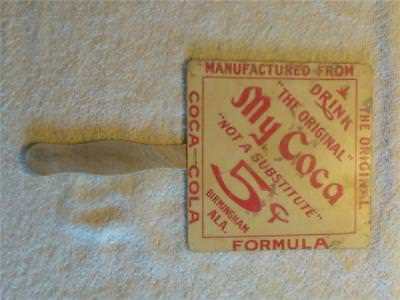 MANUFACTURED FROM
THE ORIGINAL
COCA-COLA
FORMULA
DRINK
"THE ORIGINAL"
My Coca
"NOT A SUBSTITUTE"
5¢
BIRMINGHAM
ALA.